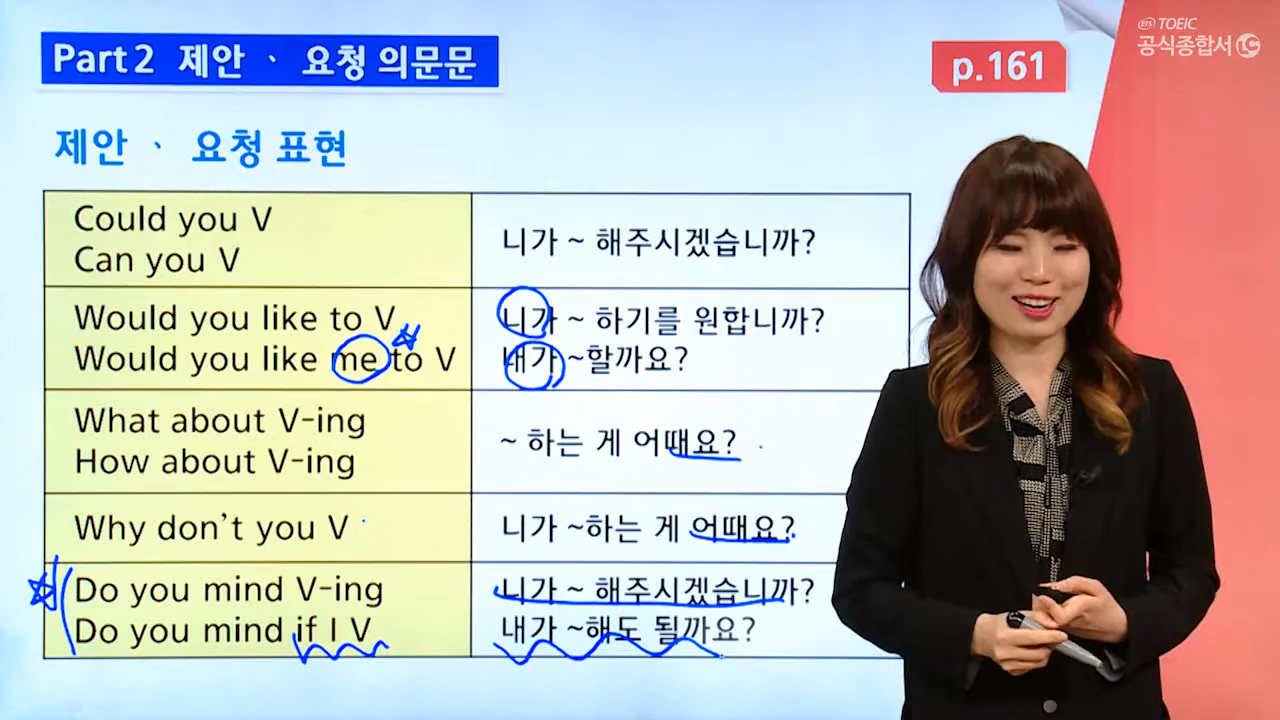 Part 2 제안 、 요청 의문문
p.161
ETS TOEIC
공식종합서 LC
제안 、 요청 표현
Could you V
Can you V
니가 ~ 해주시겠습니까?
Would you like to V
니가 ~ 하기를 원합니까?
Would you like me to V
내가 ~할까요?
What about V-ing
How about V-ing
~ 하는 게 어때요?
Why don't you V
니가 ~하는 게 어때요?
Do you mind V-ing
니가 ~ 해주시겠습니까?
Do you mind if I V
내가 ~해도 될까요?